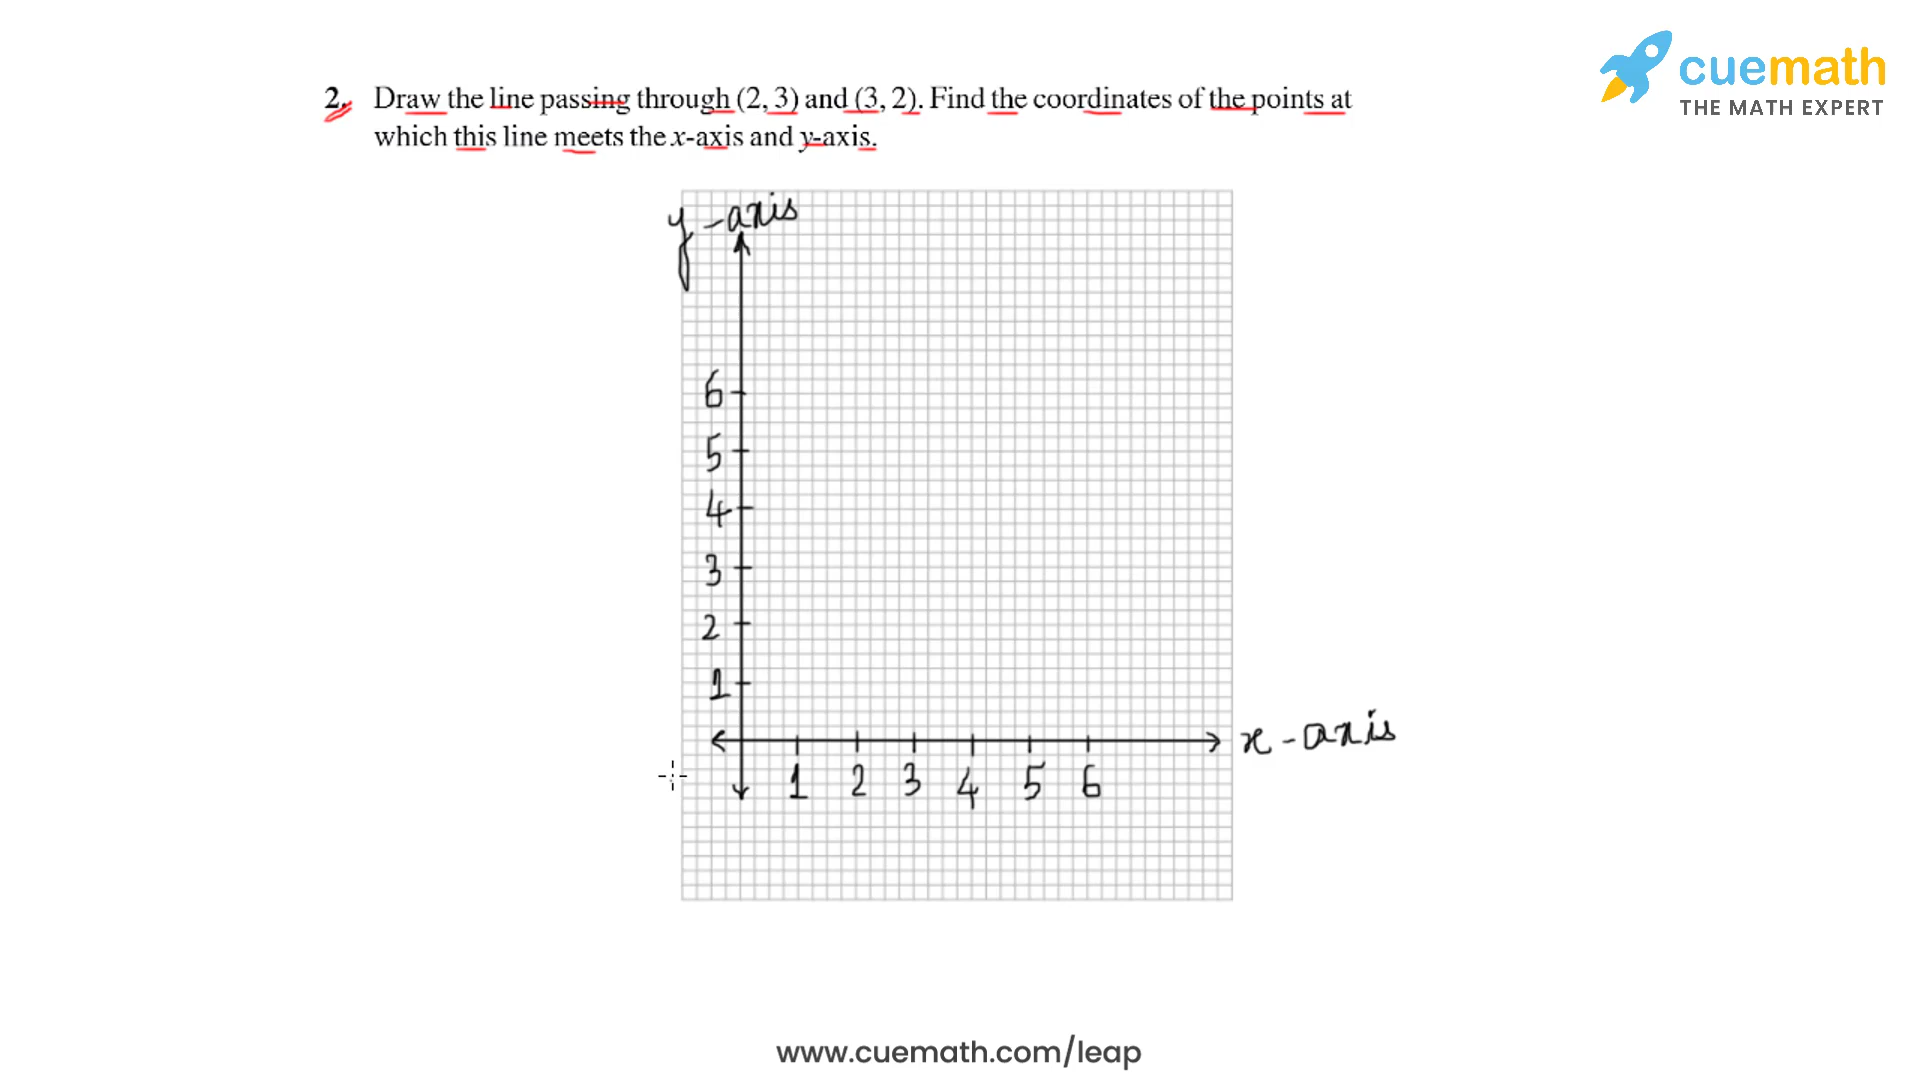 cuemath
THE MATH EXPERT
2. Draw the line passing through (2, 3) and (3, 2). Find the coordinates of the points at
which this line meets the x-axis and y-axis.
y-axis
6
5
4
3
2
1
x-axis
1 2 3 4 5 6
www.cuemath.com/leap